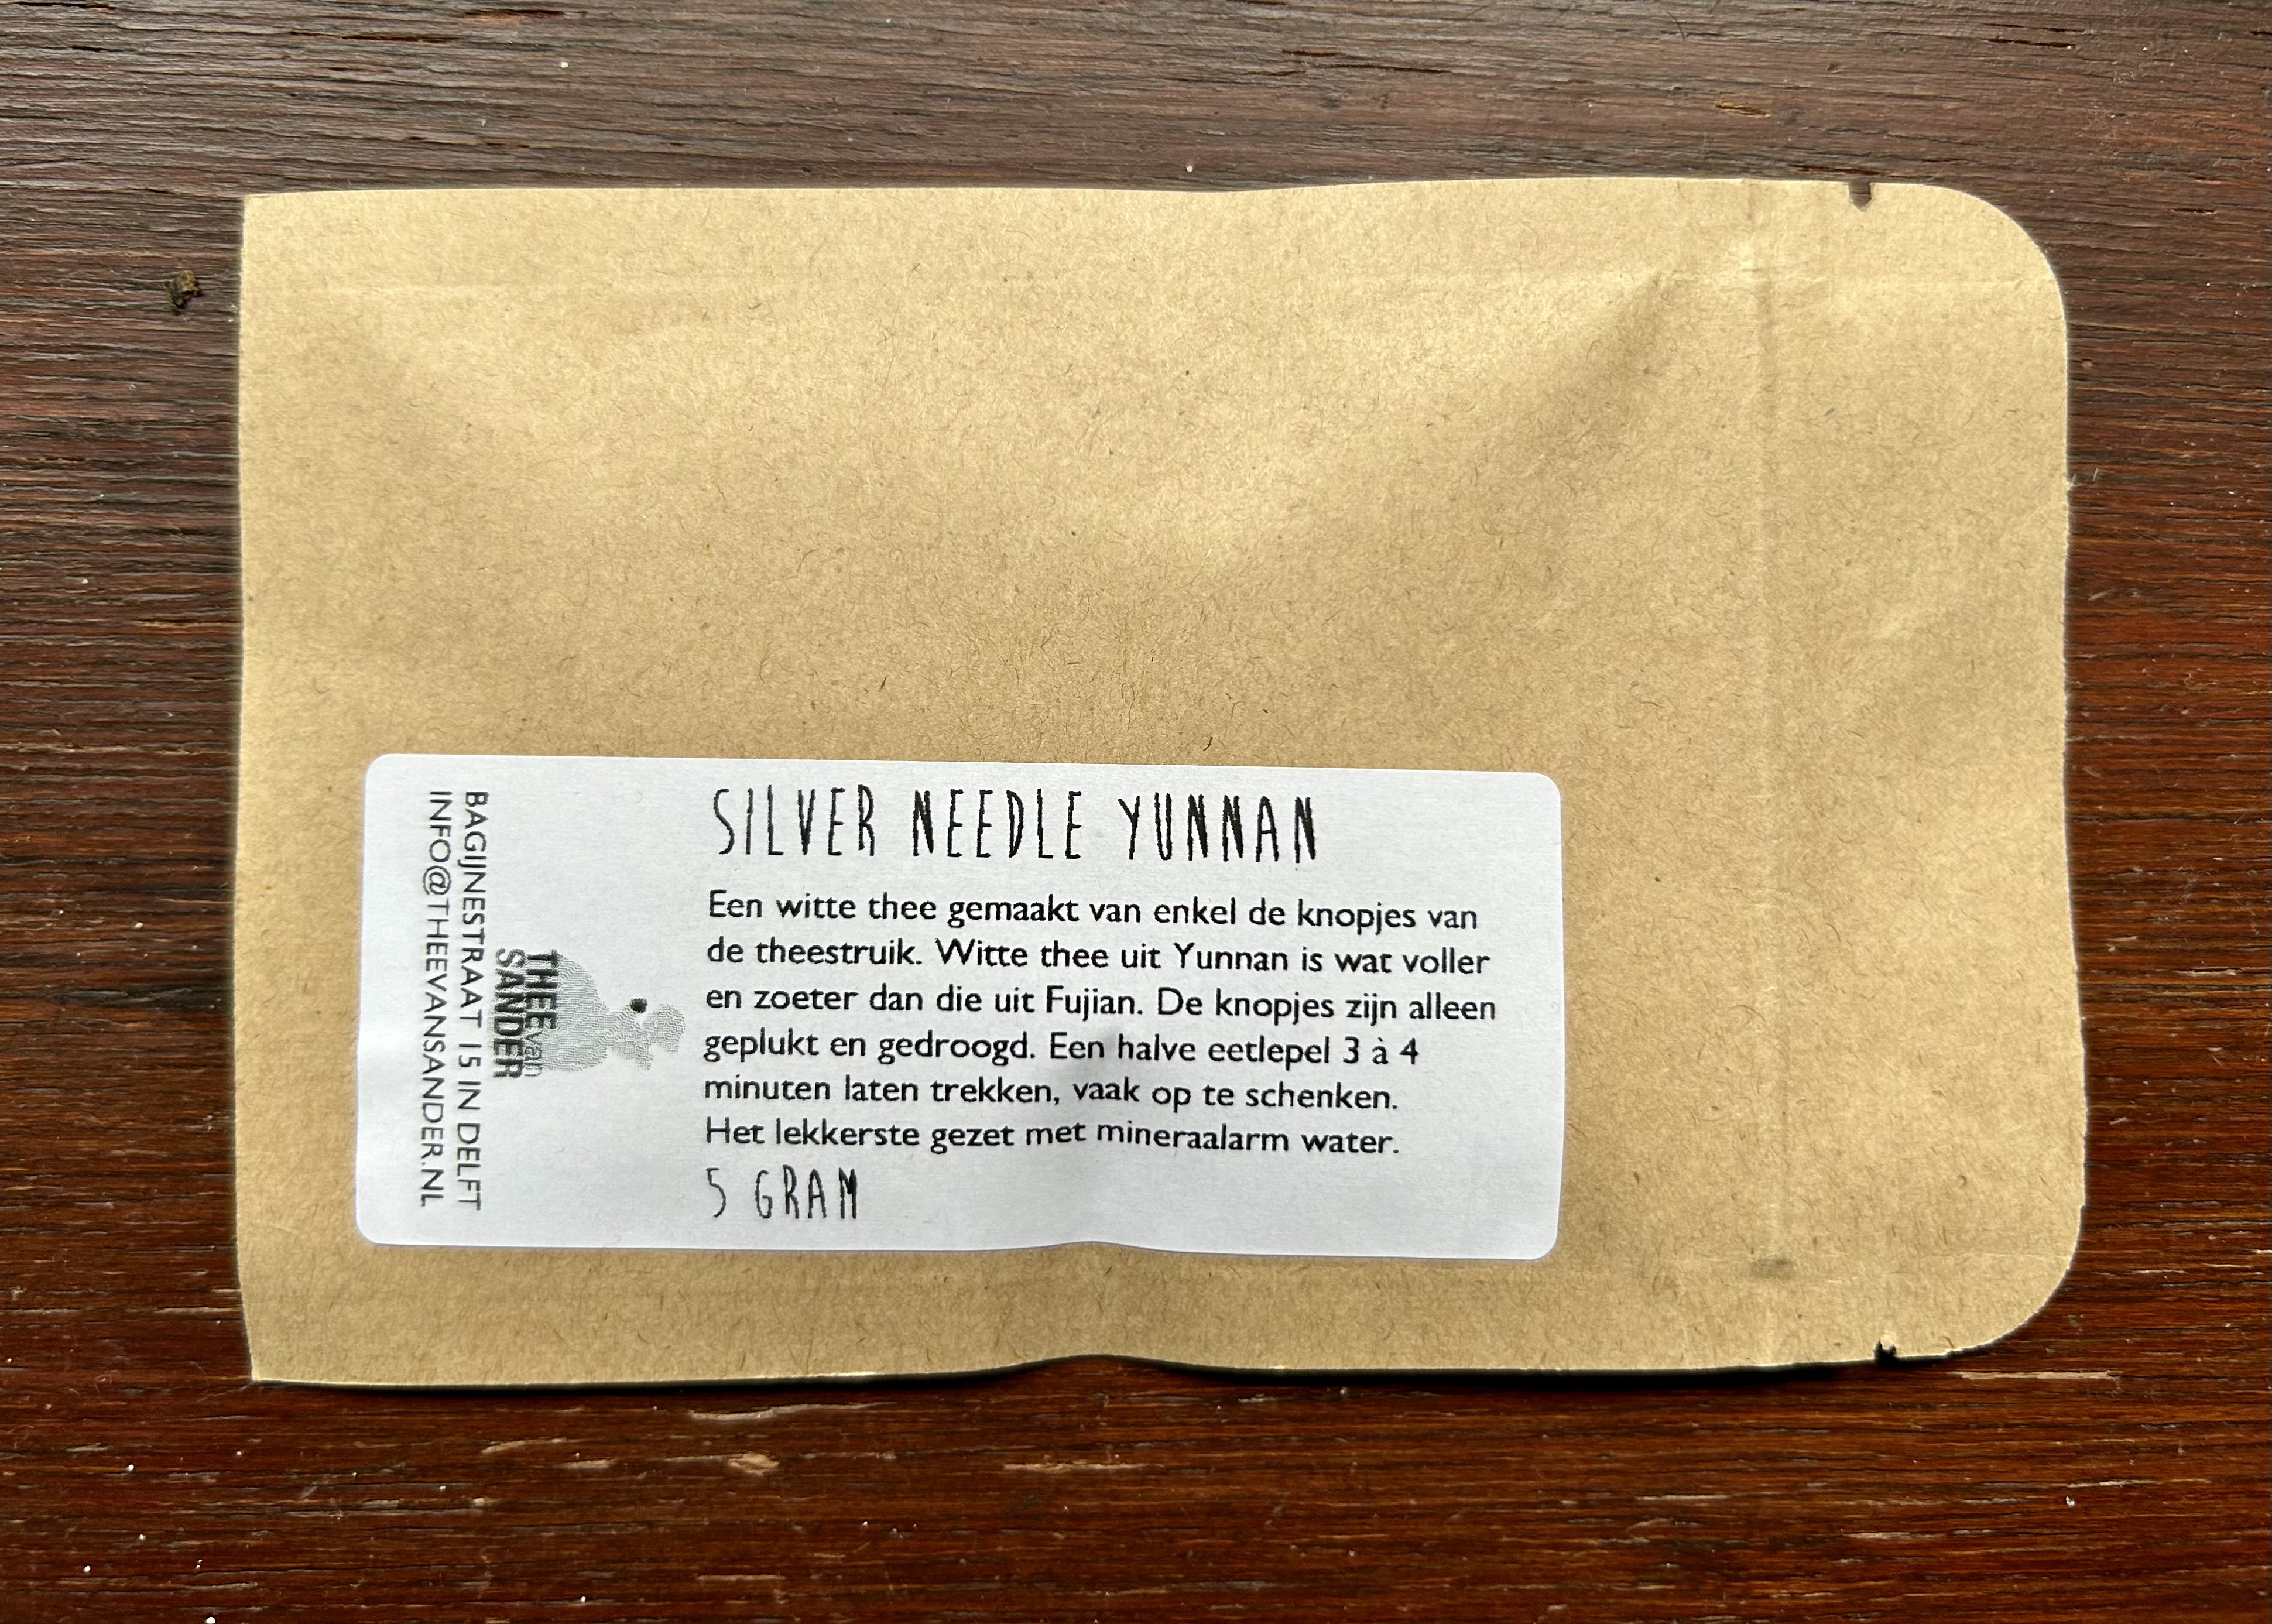 SILVER NEEDLE YUNNAN
Een witte thee gemaakt van enkel de knopjes van
de theestruik. Witte thee uit Yunnan is wat voller
en zoeter dan die uit Fujian. De knopjes zijn alleen
geplukt en gedroogd. Een halve eetlepel 3 à 4
minuten laten trekken, vaak op te schenken.
Het lekkerste gezet met mineraalarm water.
5 GRAM
THEE van
SANDER
BAGIJNESTRAAT 15 IN DELFT
INFO@THEEVANSANDER.NL